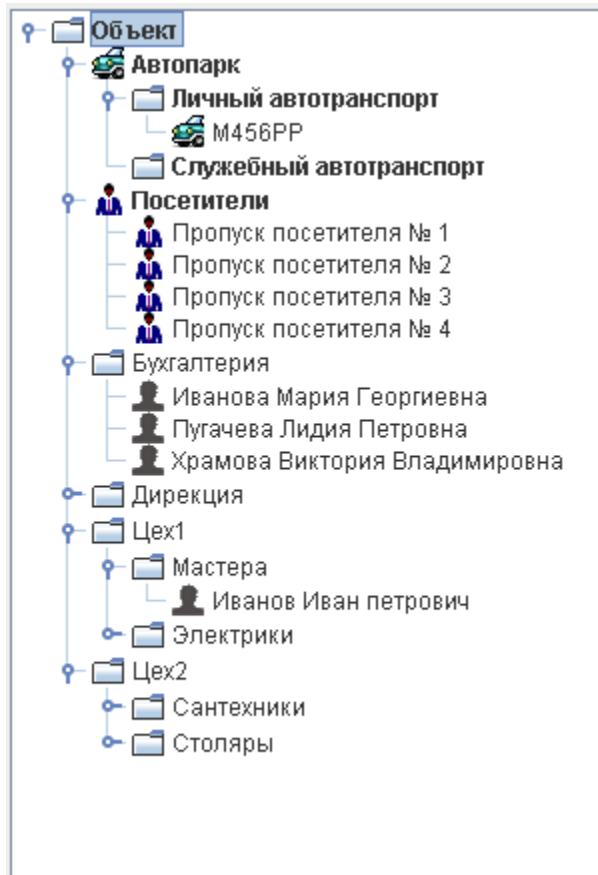 Объект
Автопарк
Личный автотранспорт
М456РР
Служебный автотранспорт
Посетители
Пропуск посетителя № 1
Пропуск посетителя № 2
Пропуск посетителя № 3
Пропуск посетителя № 4
Бухгалтерия
Иванова Мария Георгиевна
Пугачева Лидия Петровна
Храмова Виктория Владимировна
Дирекция
Цех1
Мастера
Иванов Иван петрович
Электрики
Цех2
Сантехники
Столяры